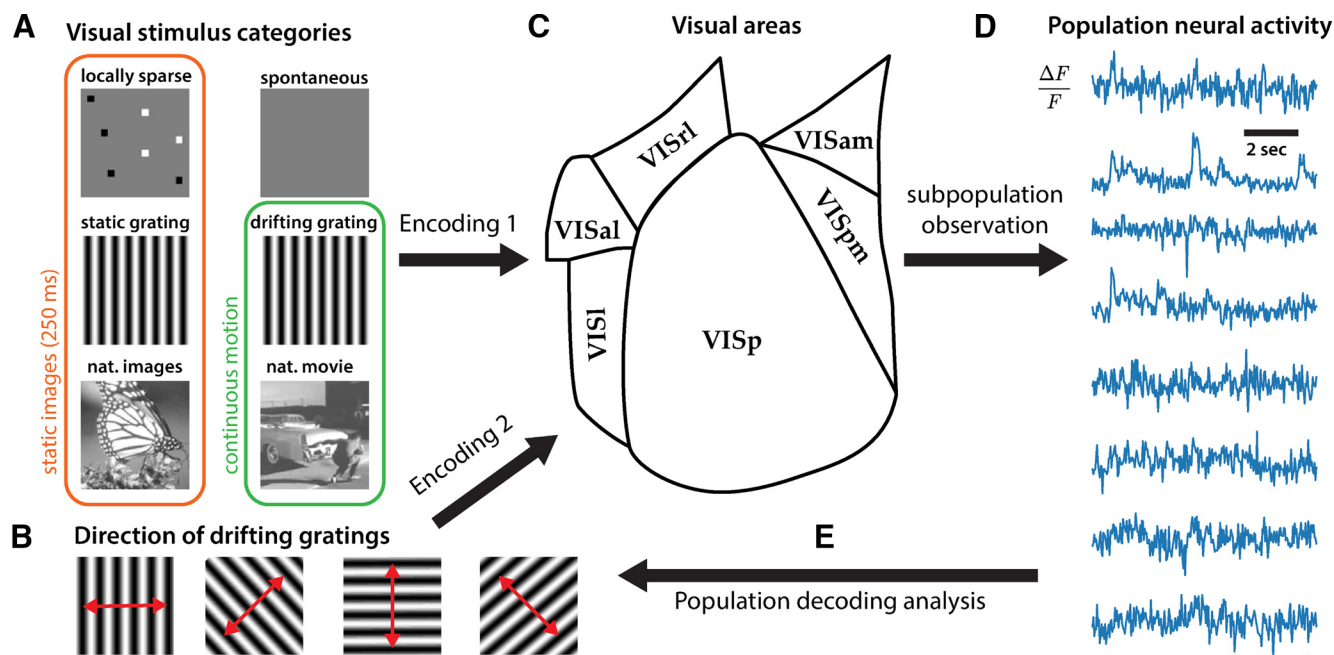 A
Visual stimulus categories
locally sparse
spontaneous
static grating
drifting grating
nat. images
nat. movie
static images (250 ms)
continuous motion
Encoding 1
Encoding 2
B
Direction of drifting gratings
C
Visual areas
VISrl
VISam
VISal
VISpm
VISl
VISp
subpopulation
observation
D
Population neural activity
ΔF
F
2 sec
E
Population decoding analysis